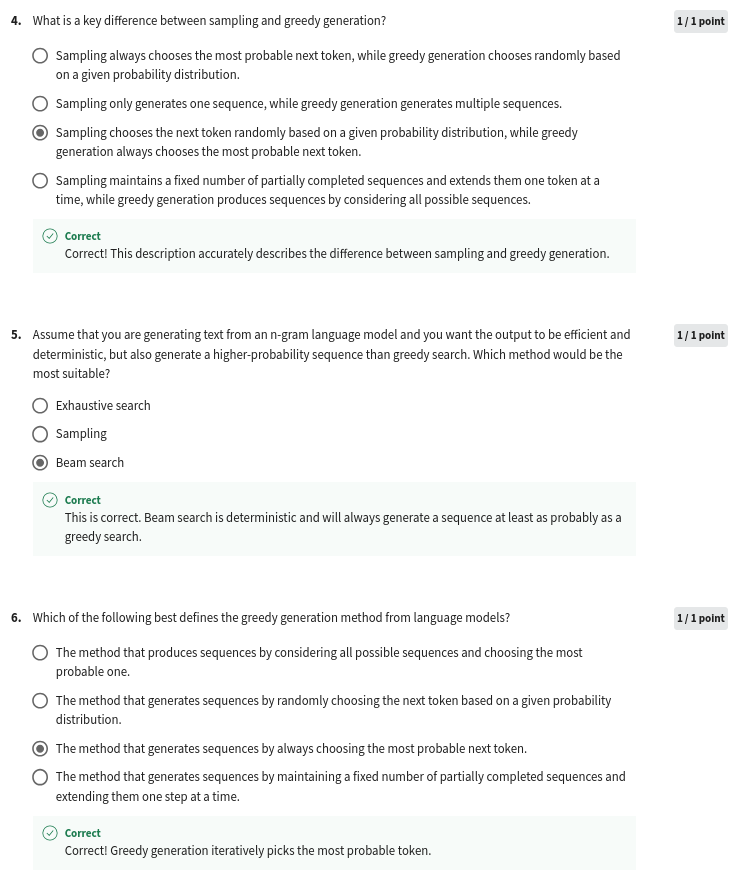 4. What is a key difference between sampling and greedy generation?
1 / 1 point
Sampling always chooses the most probable next token, while greedy generation chooses randomly based
on a given probability distribution.
Sampling only generates one sequence, while greedy generation generates multiple sequences.
Sampling chooses the next token randomly based on a given probability distribution, while greedy
generation always chooses the most probable next token.
Sampling maintains a fixed number of partially completed sequences and extends them one token at a
time, while greedy generation produces sequences by considering all possible sequences.
Correct
Correct! This description accurately describes the difference between sampling and greedy generation.
5. Assume that you are generating text from an n-gram language model and you want the output to be efficient and
1 / 1 point
deterministic, but also generate a higher-probability sequence than greedy search. Which method would be the
most suitable?
Exhaustive search
Sampling
Beam search
Correct
This is correct. Beam search is deterministic and will always generate a sequence at least as probably as a
greedy search.
6. Which of the following best defines the greedy generation method from language models?
1 / 1 point
The method that produces sequences by considering all possible sequences and choosing the most
probable one.
The method that generates sequences by randomly choosing the next token based on a given probability
distribution.
The method that generates sequences by always choosing the most probable next token.
The method that generates sequences by maintaining a fixed number of partially completed sequences and
extending them one step at a time.
Correct
Correct! Greedy generation iteratively picks the most probable token.